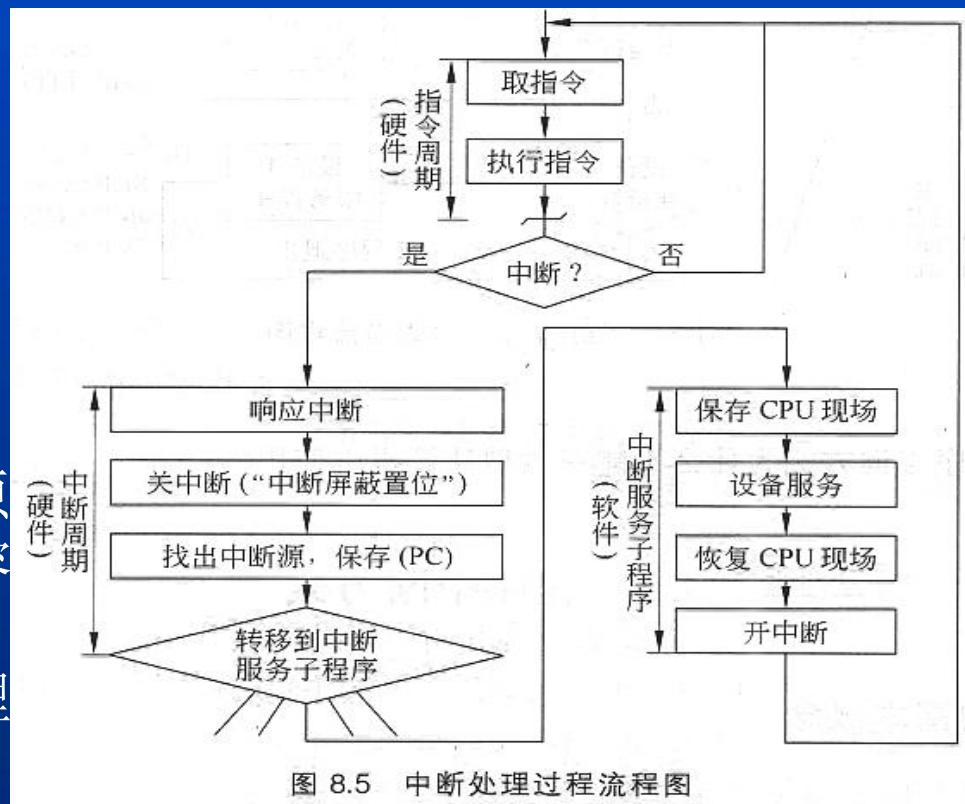 取指令
指令周期
(硬件)
执行指令
中断？
是
否
响应中断
关中断(“中断屏蔽置位”)
找出中断源，保存(PC)
转移到中断
服务子程序
中断周期
(硬件)
保存 CPU 现场
设备服务
恢复 CPU 现场
开中断
中断服务子程序
(软件)
图 8.5 中断处理过程流程图